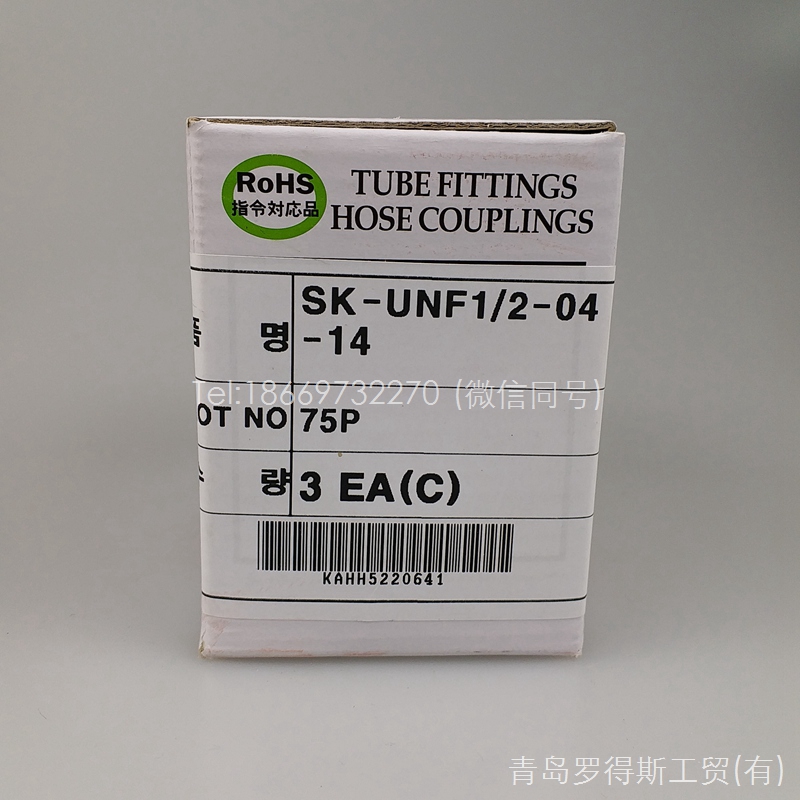 RoHS
指令対応品
TUBE FITTINGS
HOSE COUPLINGS
품 명
SK-UNF1/2-04
-14
Tel:18669732270 (微信同号)
OT NO 75P
량 3 EA(C)
KAHH5220641
青岛罗得斯工贸(有)